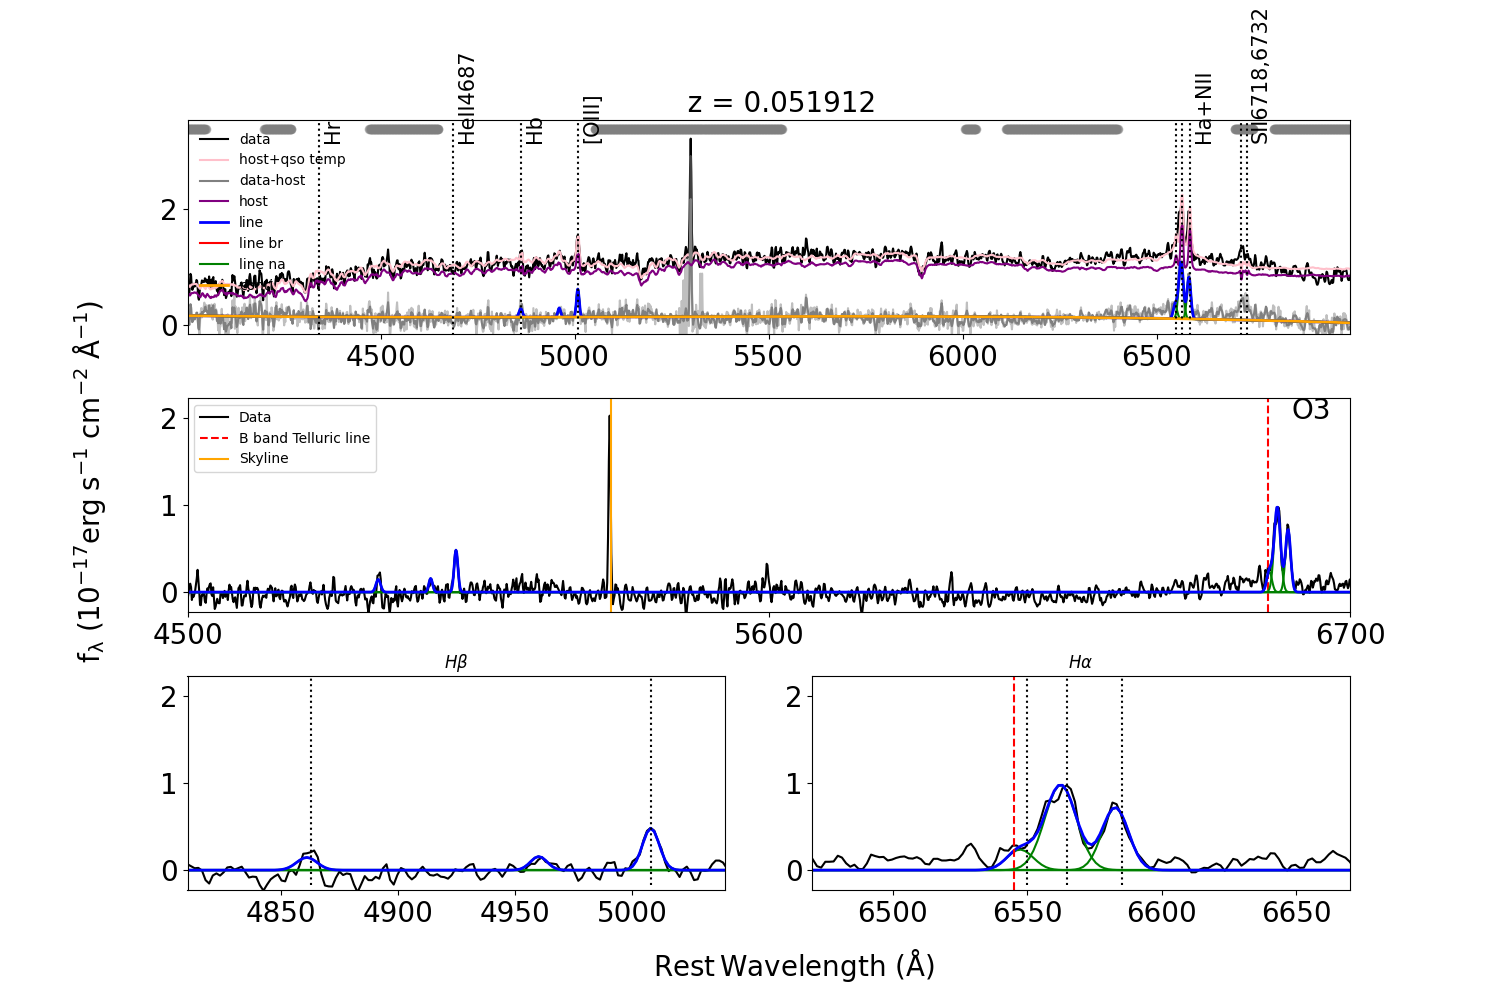 z = 0.051912
Hr
HeII4687
Hb
[OIII]
Ha+NII
SII6718,6732
data
host+qso temp
data-host
host
line
line br
line na
2
0
4500 5000 5500 6000 6500
O3
Data
B band Telluric line
Skyline
2
1
0
4500 5600 6700
fλ (10⁻¹⁷erg s⁻¹ cm⁻² Å⁻¹)
Hβ
2
1
0
4850 4900 4950 5000
Hα
2
1
0
6500 6550 6600 6650
Rest Wavelength (Å)